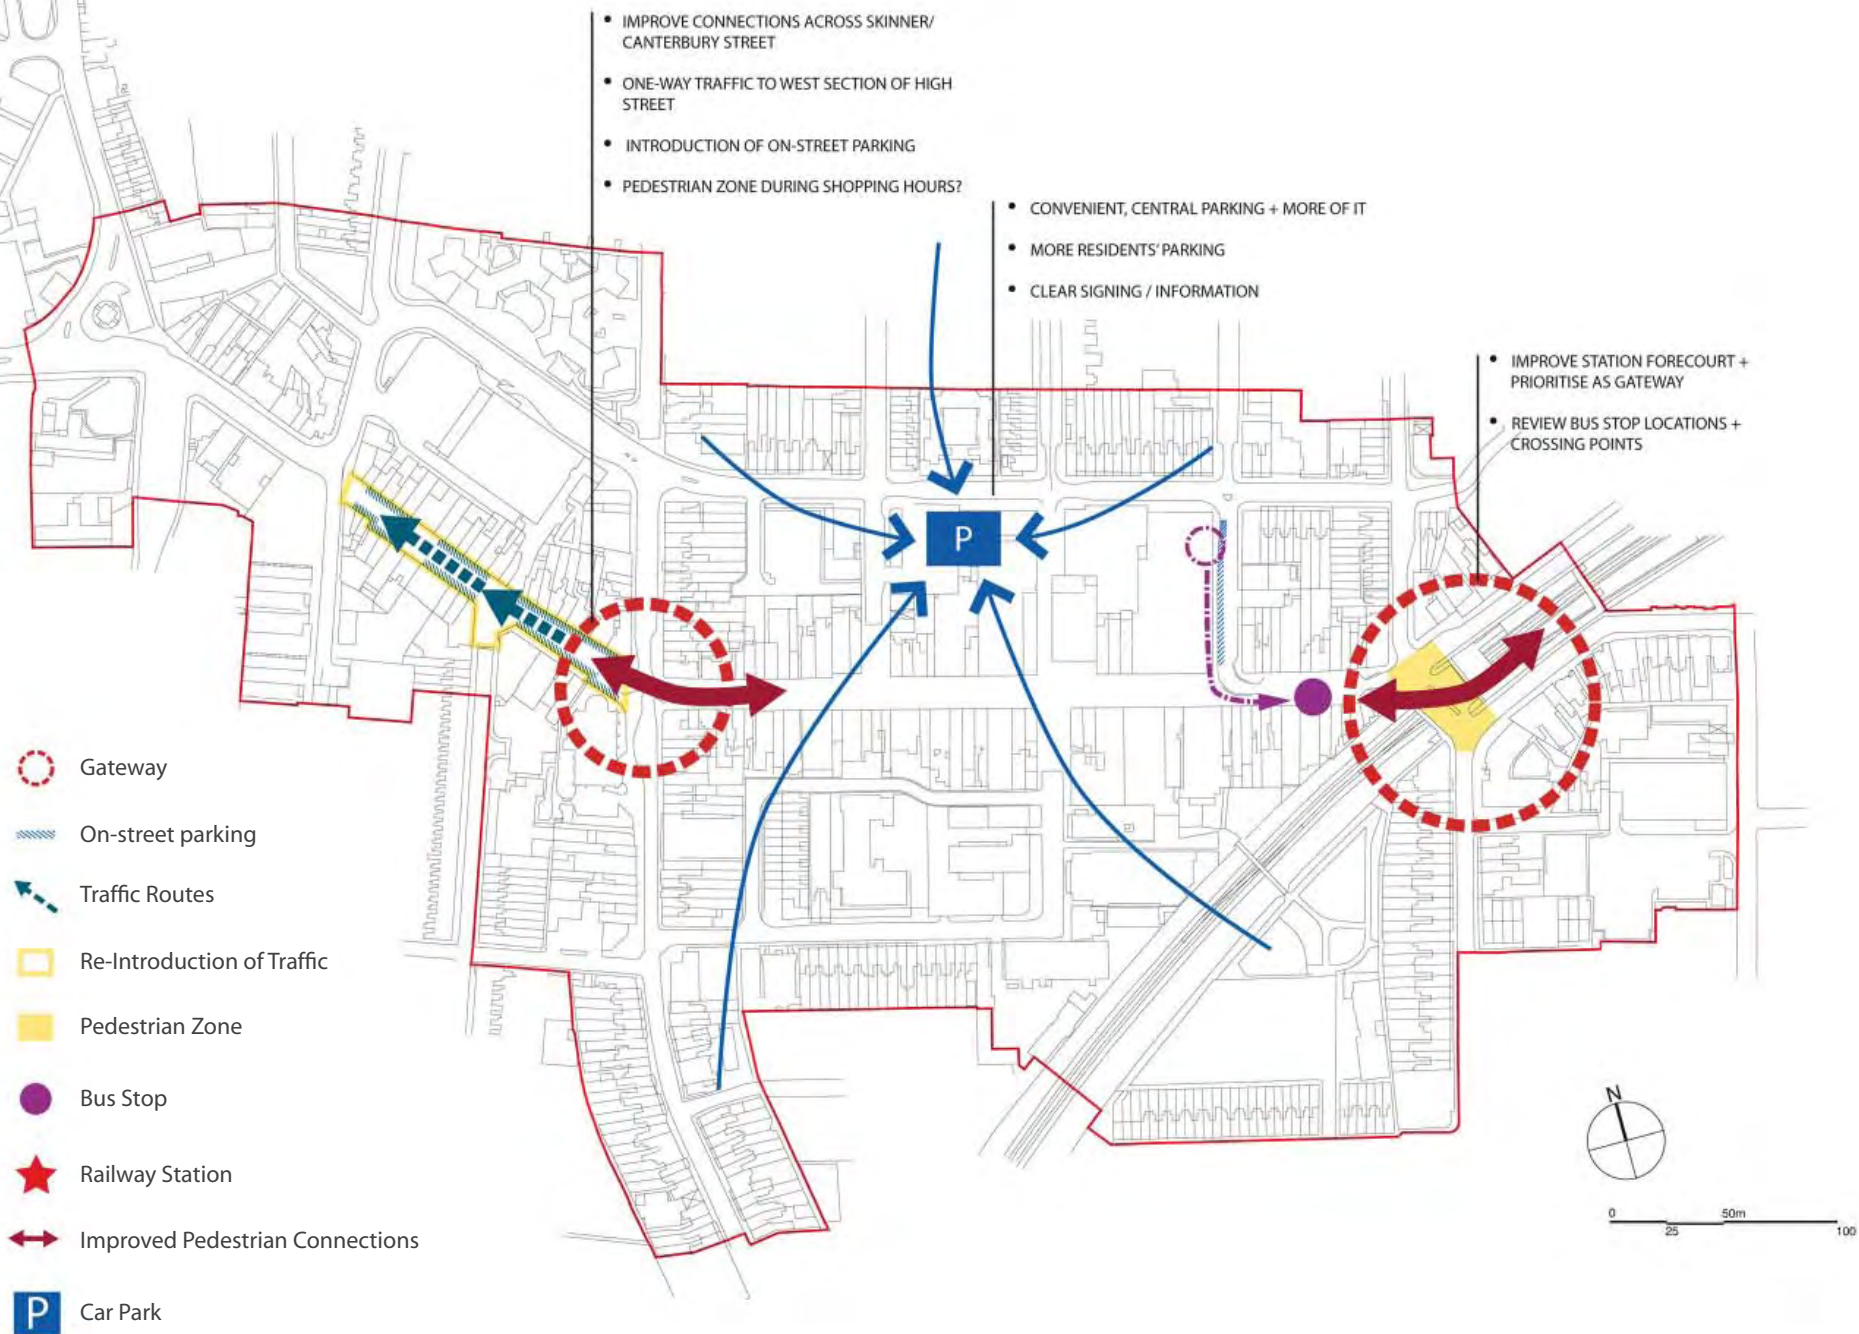 • IMPROVE CONNECTIONS ACROSS SKINNER/
CANTERBURY STREET
• ONE-WAY TRAFFIC TO WEST SECTION OF HIGH
STREET
• INTRODUCTION OF ON-STREET PARKING
• PEDESTRIAN ZONE DURING SHOPPING HOURS?
• CONVENIENT, CENTRAL PARKING + MORE OF IT
• MORE RESIDENTS' PARKING
• CLEAR SIGNING / INFORMATION
• IMPROVE STATION FORECOURT +
PRIORITISE AS GATEWAY
• REVIEW BUS STOP LOCATIONS +
CROSSING POINTS
P
Gateway
On-street parking
Traffic Routes
Re-Introduction of Traffic
Pedestrian Zone
Bus Stop
Railway Station
Improved Pedestrian Connections
P Car Park
N
0 50m
25 100